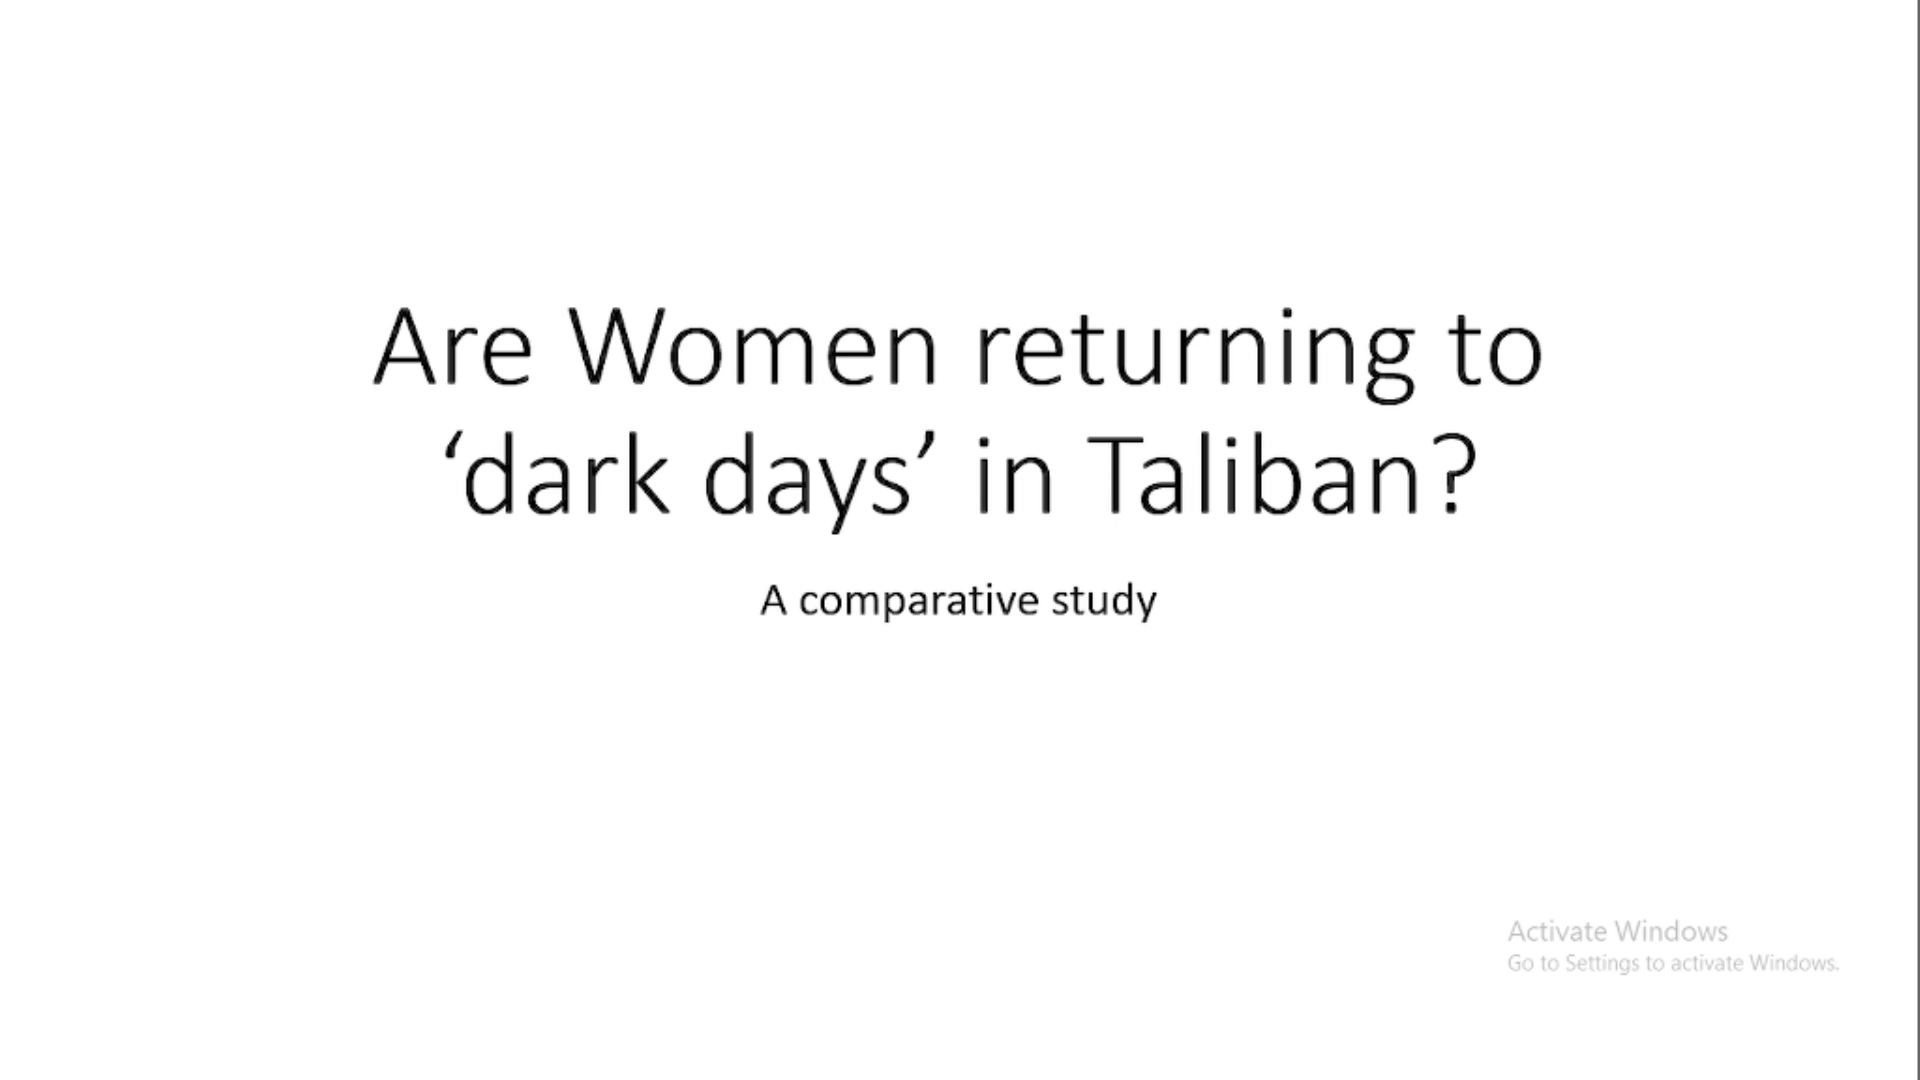 Are Women returning to
‘dark days’ in Taliban?
A comparative study
Activate Windows
Go to Settings to activate Windows.